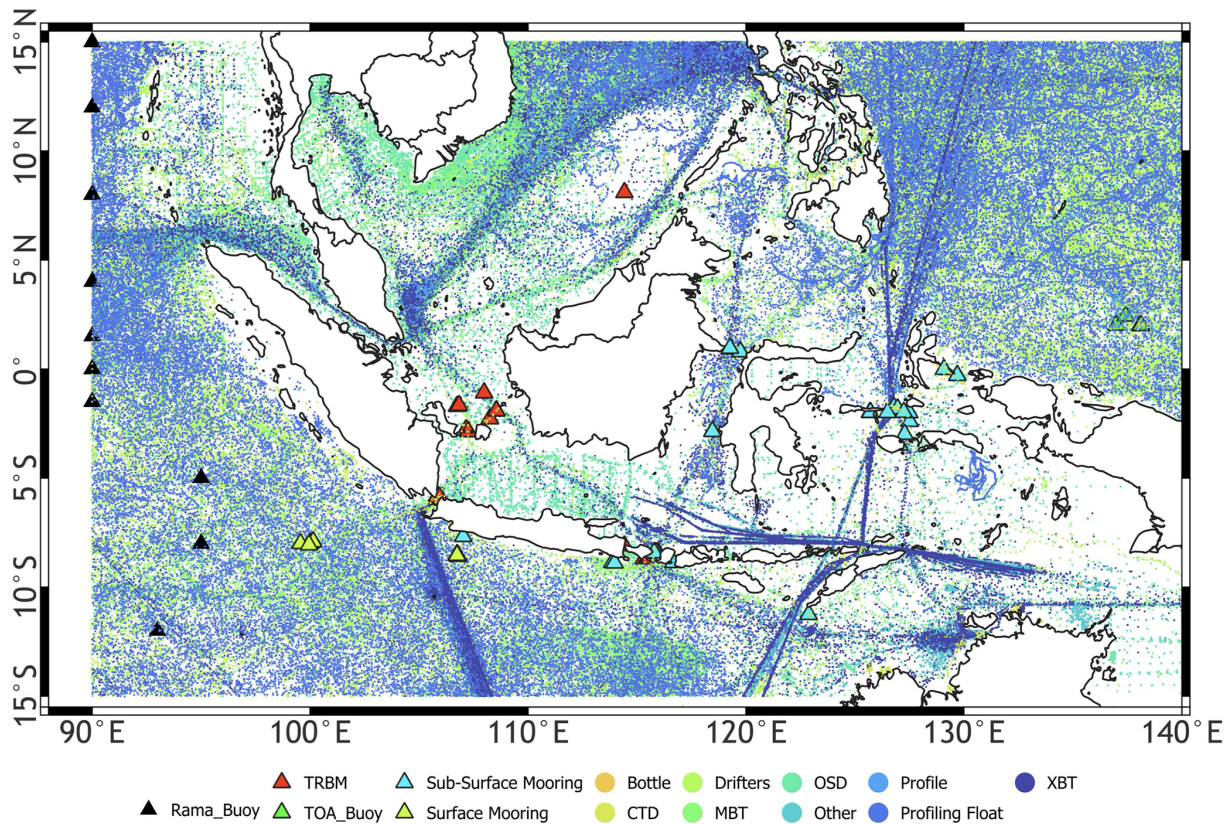 15°N
10°N
5°N
0°
5°S
10°S
15°S
90°E
100°E
110°E
120°E
130°E
140°E
TRBM
Sub-Surface Mooring
Bottle
Drifters
OSD
Profile
XBT
Rama_Buoy
TOA_Buoy
Surface Mooring
CTD
MBT
Other
Profiling Float